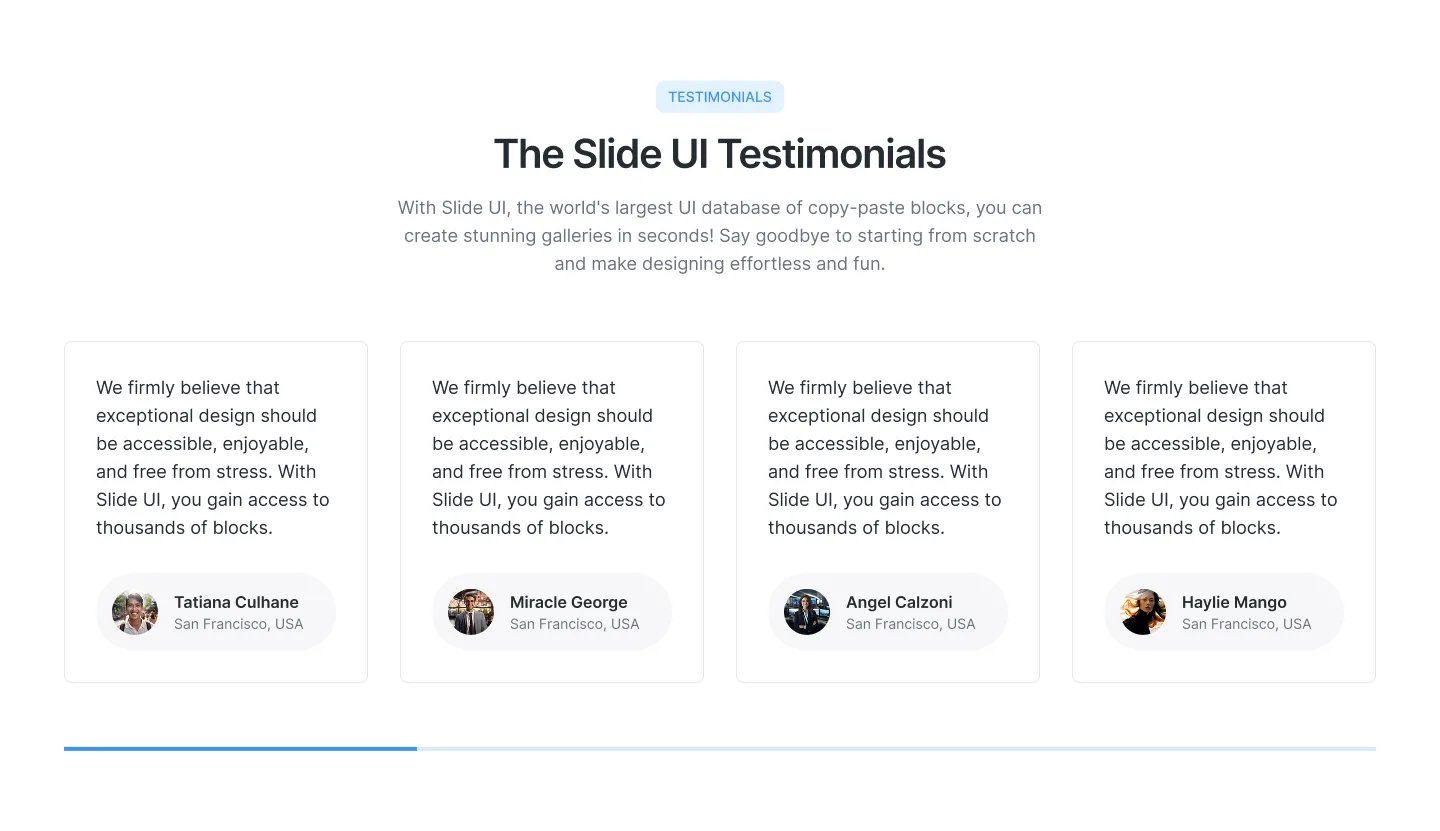 TESTIMONIALS
The Slide UI Testimonials
With Slide UI, the world's largest UI database of copy-paste blocks, you can
create stunning galleries in seconds! Say goodbye to starting from scratch
and make designing effortless and fun.
We firmly believe that
exceptional design should
be accessible, enjoyable,
and free from stress. With
Slide UI, you gain access to
thousands of blocks.
Tatiana Culhane
San Francisco, USA
We firmly believe that
exceptional design should
be accessible, enjoyable,
and free from stress. With
Slide UI, you gain access to
thousands of blocks.
Miracle George
San Francisco, USA
We firmly believe that
exceptional design should
be accessible, enjoyable,
and free from stress. With
Slide UI, you gain access to
thousands of blocks.
Angel Calzoni
San Francisco, USA
We firmly believe that
exceptional design should
be accessible, enjoyable,
and free from stress. With
Slide UI, you gain access to
thousands of blocks.
Haylie Mango
San Francisco, USA